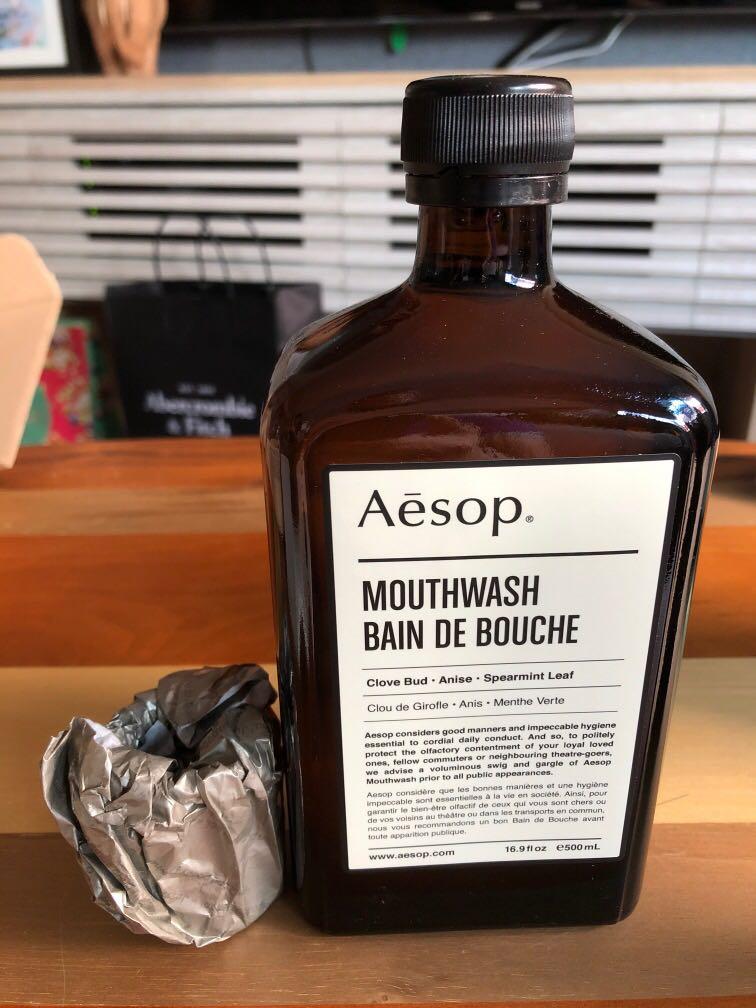 Abercrombie
& Fitch
Aēsop®
MOUTHWASH
BAIN DE BOUCHE
Clove Bud • Anise • Spearmint Leaf
Clou de Girofle • Anis • Menthe Verte
Aesop considers good manners and impeccable hygiene
essential to cordial daily conduct. And so, to politely
protect the olfactory contentment of your loyal loved
ones, fellow commuters or neighbouring theatre-goers,
we advise a voluminous swig and gargle of Aesop
Mouthwash prior to all public appearances.
Aesop considère que les bonnes manières et une hygiène
impeccable sont essentielles à la vie en société. Ainsi, pour
garantir le bien-être olfactif de ceux qui vous sont chers ou
de vos voisins au théâtre ou dans les transports en commun,
nous vous recommandons un bon Bain de Bouche avant
toute apparition publique.
www.aesop.com 16.9 fl oz ℮500 mL